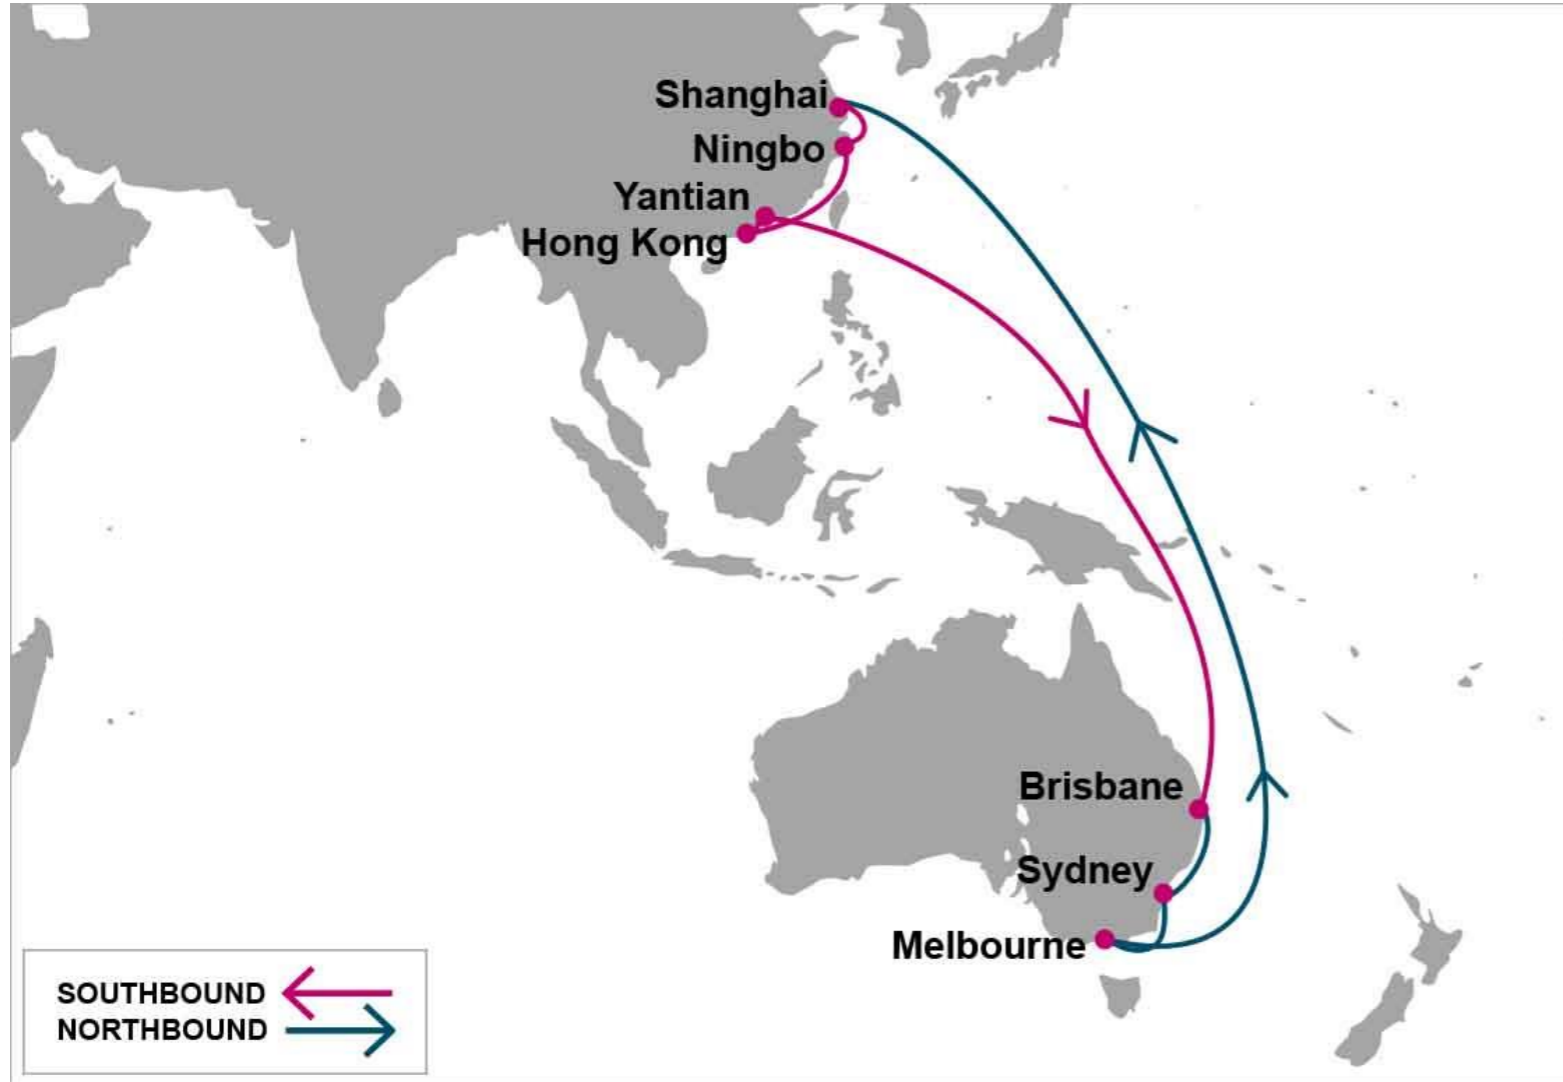 Shanghai
Ningbo
Yantian
Hong Kong
Brisbane
Sydney
Melbourne
SOUTHBOUND
NORTHBOUND